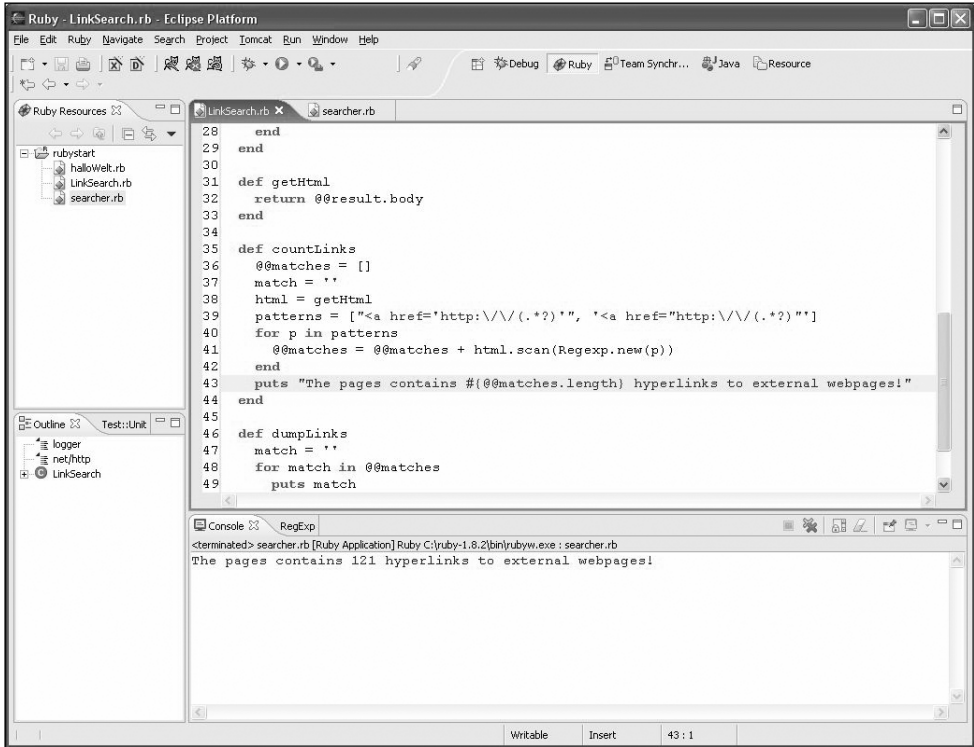 Ruby - LinkSearch.rb - Eclipse Platform
File Edit Ruby Navigate Search Project Tomcat Run Window Help
Debug Ruby Team Synchr... Java Resource
Ruby Resources
rubystart
halloWelt.rb
LinkSearch.rb
searcher.rb
LinkSearch.rb searcher.rb
28 end
29 end
30
31 def getHtml
32 return @@result.body
33 end
34
35 def countLinks
36 @@matches = []
37 match = ''
38 html = getHtml
39 patterns = ["<a href='http:\/\/(.*?)'", '<a href="http:\/\/(.*?)"']
40 for p in patterns
41 @@matches = @@matches + html.scan(Regexp.new(p))
42 end
43 puts "The pages contains #{@@matches.length} hyperlinks to external webpages!"
44 end
45
46 def dumpLinks
47 match = ''
48 for match in @@matches
49 puts match
Outline Test::Unit
logger
net/http
LinkSearch
Console RegExp
<terminated> searcher.rb [Ruby Application] Ruby C:\ruby-1.8.2\bin\rubyw.exe : searcher.rb
The pages contains 121 hyperlinks to external webpages!
Writable Insert 43 : 1